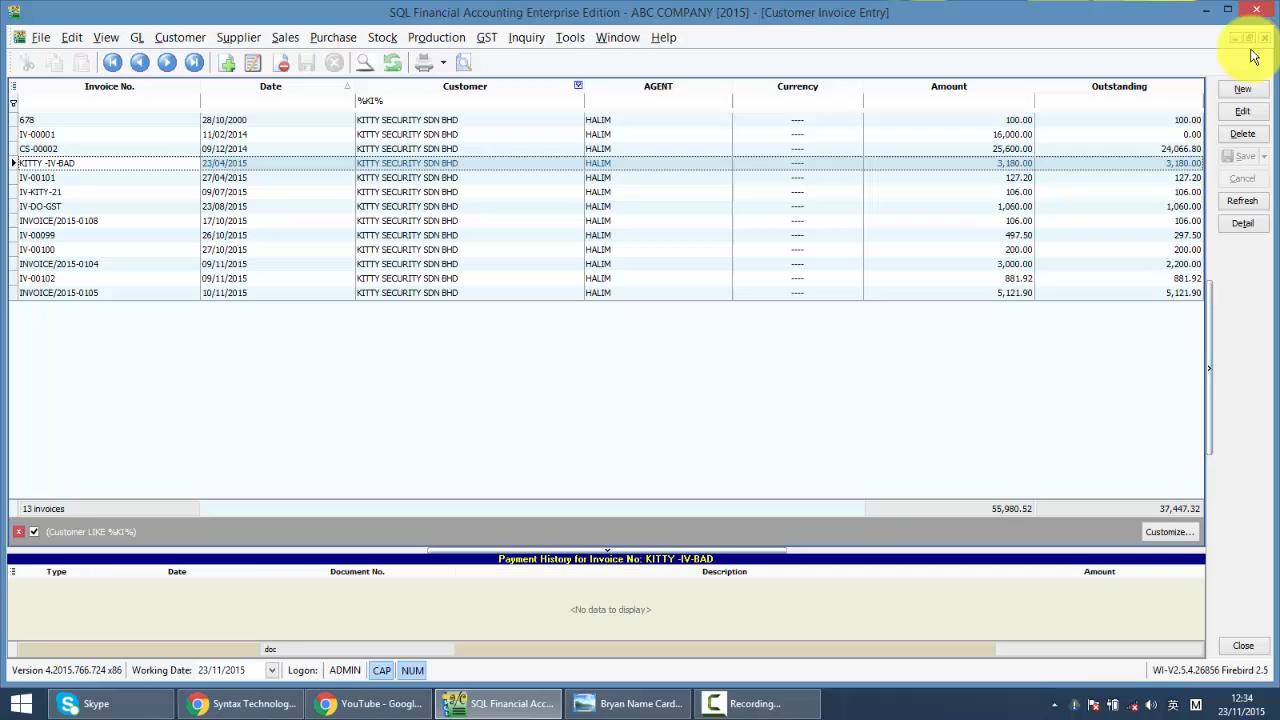 SQL Financial Accounting Enterprise Edition - ABC COMPANY [2015] - [Customer Invoice Entry]
File Edit View GL Customer Supplier Sales Purchase Stock Production GST Inquiry Tools Window Help
Invoice No. Date Customer AGENT Currency Amount Outstanding
%KI%
678 28/10/2000 KITTY SECURITY SDN BHD HALIM ---- 100.00 100.00
IV-00001 11/02/2014 KITTY SECURITY SDN BHD HALIM ---- 16,000.00 0.00
CS-00002 09/12/2014 KITTY SECURITY SDN BHD HALIM ---- 25,600.00 24,066.80
KITTY -IV-BAD 23/04/2015 KITTY SECURITY SDN BHD HALIM ---- 3,180.00 3,180.00
IV-00101 27/04/2015 KITTY SECURITY SDN BHD HALIM ---- 127.20 127.20
IV-KITY-21 09/07/2015 KITTY SECURITY SDN BHD HALIM ---- 106.00 106.00
IV-DO-GST 23/08/2015 KITTY SECURITY SDN BHD HALIM ---- 1,060.00 1,060.00
INVOICE/2015-0108 17/10/2015 KITTY SECURITY SDN BHD HALIM ---- 106.00 106.00
IV-00099 26/10/2015 KITTY SECURITY SDN BHD HALIM ---- 497.50 297.50
IV-00100 27/10/2015 KITTY SECURITY SDN BHD HALIM ---- 200.00 200.00
INVOICE/2015-0104 09/11/2015 KITTY SECURITY SDN BHD HALIM ---- 3,000.00 2,200.00
IV-00102 09/11/2015 KITTY SECURITY SDN BHD HALIM ---- 881.92 881.92
INVOICE/2015-0105 10/11/2015 KITTY SECURITY SDN BHD HALIM ---- 5,121.90 5,121.90
New
Edit
Delete
Save
Cancel
Refresh
Detail
13 invoices 55,980.52 37,447.32
(Customer LIKE %KI%) Customize...
Payment History for Invoice No: KITTY -IV-BAD
Type Date Document No. Description Amount
<No data to display>
doc
Close
Version 4.2015.766.724 x86 Working Date: 23/11/2015 Logon: ADMIN CAP NUM WI-V2.5.4.26856 Firebird 2.5
Skype Syntax Technolog... YouTube - Googl... SQL Financial Acc... Bryan Name Card... Recording... 英 M 12:34
23/11/2015